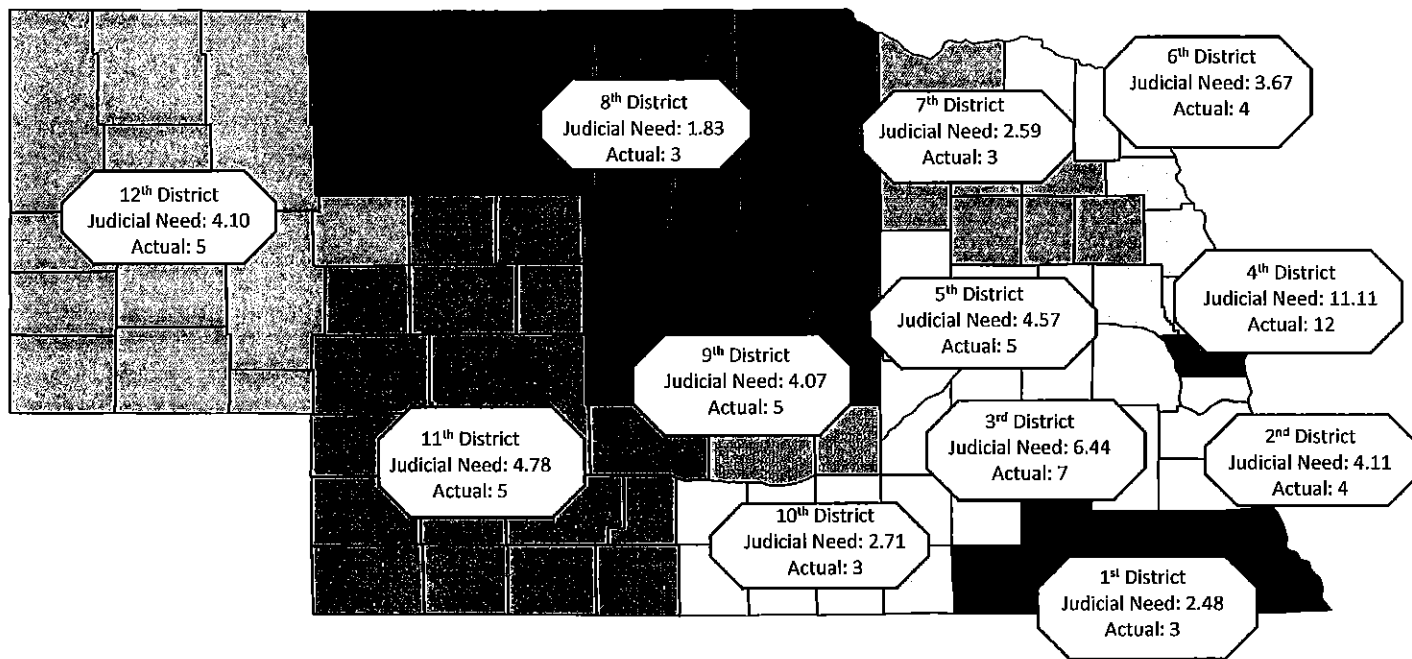 6th District
Judicial Need: 3.67
Actual: 4
8th District
Judicial Need: 1.83
Actual: 3
7th District
Judicial Need: 2.59
Actual: 3
12th District
Judicial Need: 4.10
Actual: 5
4th District
Judicial Need: 11.11
Actual: 12
5th District
Judicial Need: 4.57
Actual: 5
9th District
Judicial Need: 4.07
Actual: 5
11th District
Judicial Need: 4.78
Actual: 5
3rd District
Judicial Need: 6.44
Actual: 7
2nd District
Judicial Need: 4.11
Actual: 4
10th District
Judicial Need: 2.71
Actual: 3
1st District
Judicial Need: 2.48
Actual: 3